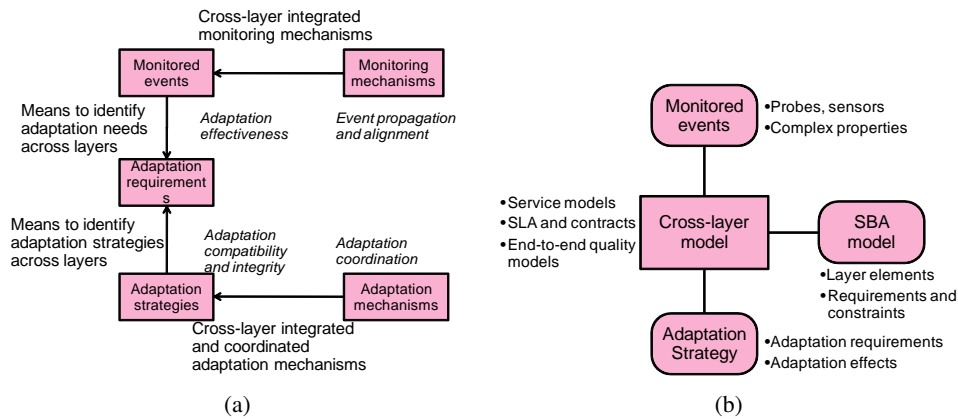 Cross-layer integrated
monitoring mechanisms
Monitored
events
Monitoring
mechanisms
Means to identify
adaptation needs
across layers
Adaptation
effectiveness
Event propagation
and alignment
Adaptation
requirement
s
Means to identify
adaptation strategies
across layers
Adaptation
compatibility
and integrity
Adaptation
coordination
Adaptation
strategies
Adaptation
mechanisms
Cross-layer integrated
and coordinated
adaptation mechanisms
(a)
Monitored
events
•Probes, sensors
•Complex properties
•Service models
•SLA and contracts
•End-to-end quality
models
Cross-layer
model
SBA
model
•Layer elements
•Requirements and
constraints
Adaptation
Strategy
•Adaptation requirements
•Adaptation effects
(b)